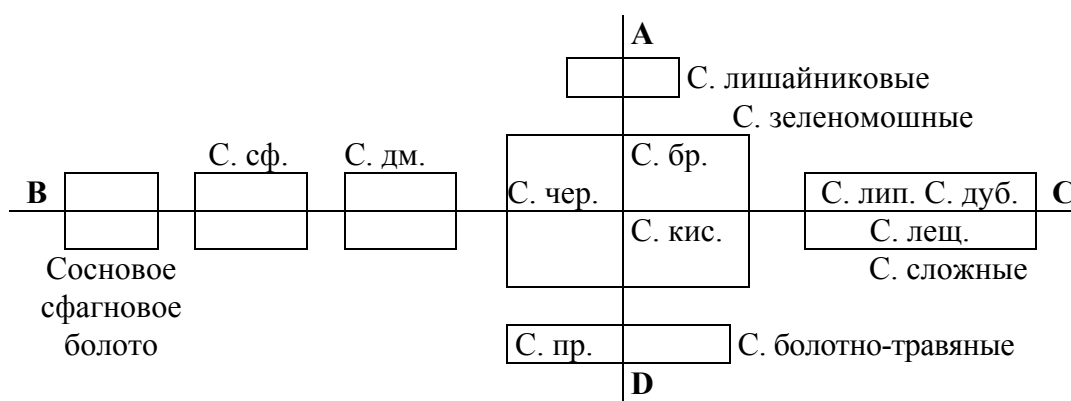 А
С. лишайниковые
С. зеленомошные
С. сф.
С. дм.
С. бр.
В
С. чер.
С. лип. С. дуб.
С
С. кис.
С. лещ.
Сосновое
сфагновое
болото
С. сложные
С. пр.
С. болотно-травяные
D